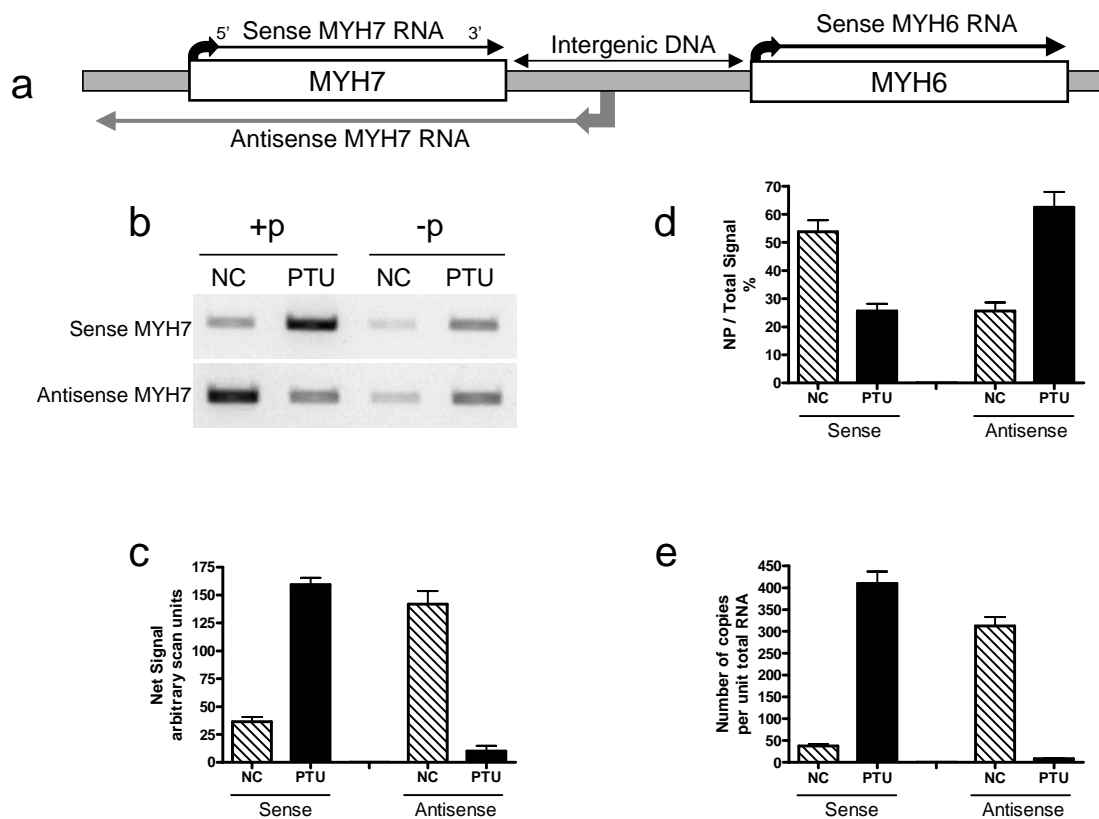 a
5' Sense MYH7 RNA 3'
Intergenic DNA
Sense MYH6 RNA
MYH7
MYH6
Antisense MYH7 RNA
b
+p -p
NC PTU NC PTU
Sense MYH7
Antisense MYH7
d
NP / Total Signal
%
70
60
50
40
30
20
10
0
NC PTU NC PTU
Sense Antisense
c
Net Signal
arbitrary scan units
175
150
125
100
75
50
25
0
NC PTU NC PTU
Sense Antisense
e
Number of copies
per unit total RNA
450
400
350
300
250
200
150
100
50
0
NC PTU NC PTU
Sense Antisense